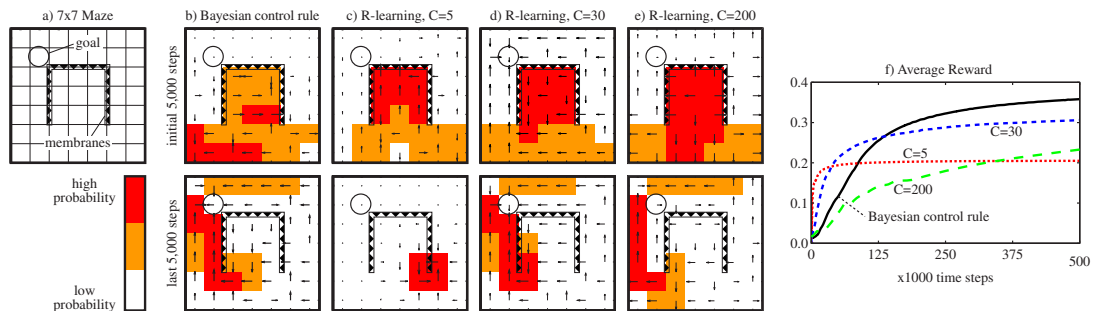 a) 7x7 Maze
goal
membranes
high
probability
low
probability
b) Bayesian control rule
c) R-learning, C=5
d) R-learning, C=30
e) R-learning, C=200
initial 5,000 steps
last 5,000 steps
f) Average Reward
0.4
0.3
0.2
0.1
0.0
C=30
C=5
C=200
Bayesian control rule
0
125
250
375
500
x1000 time steps